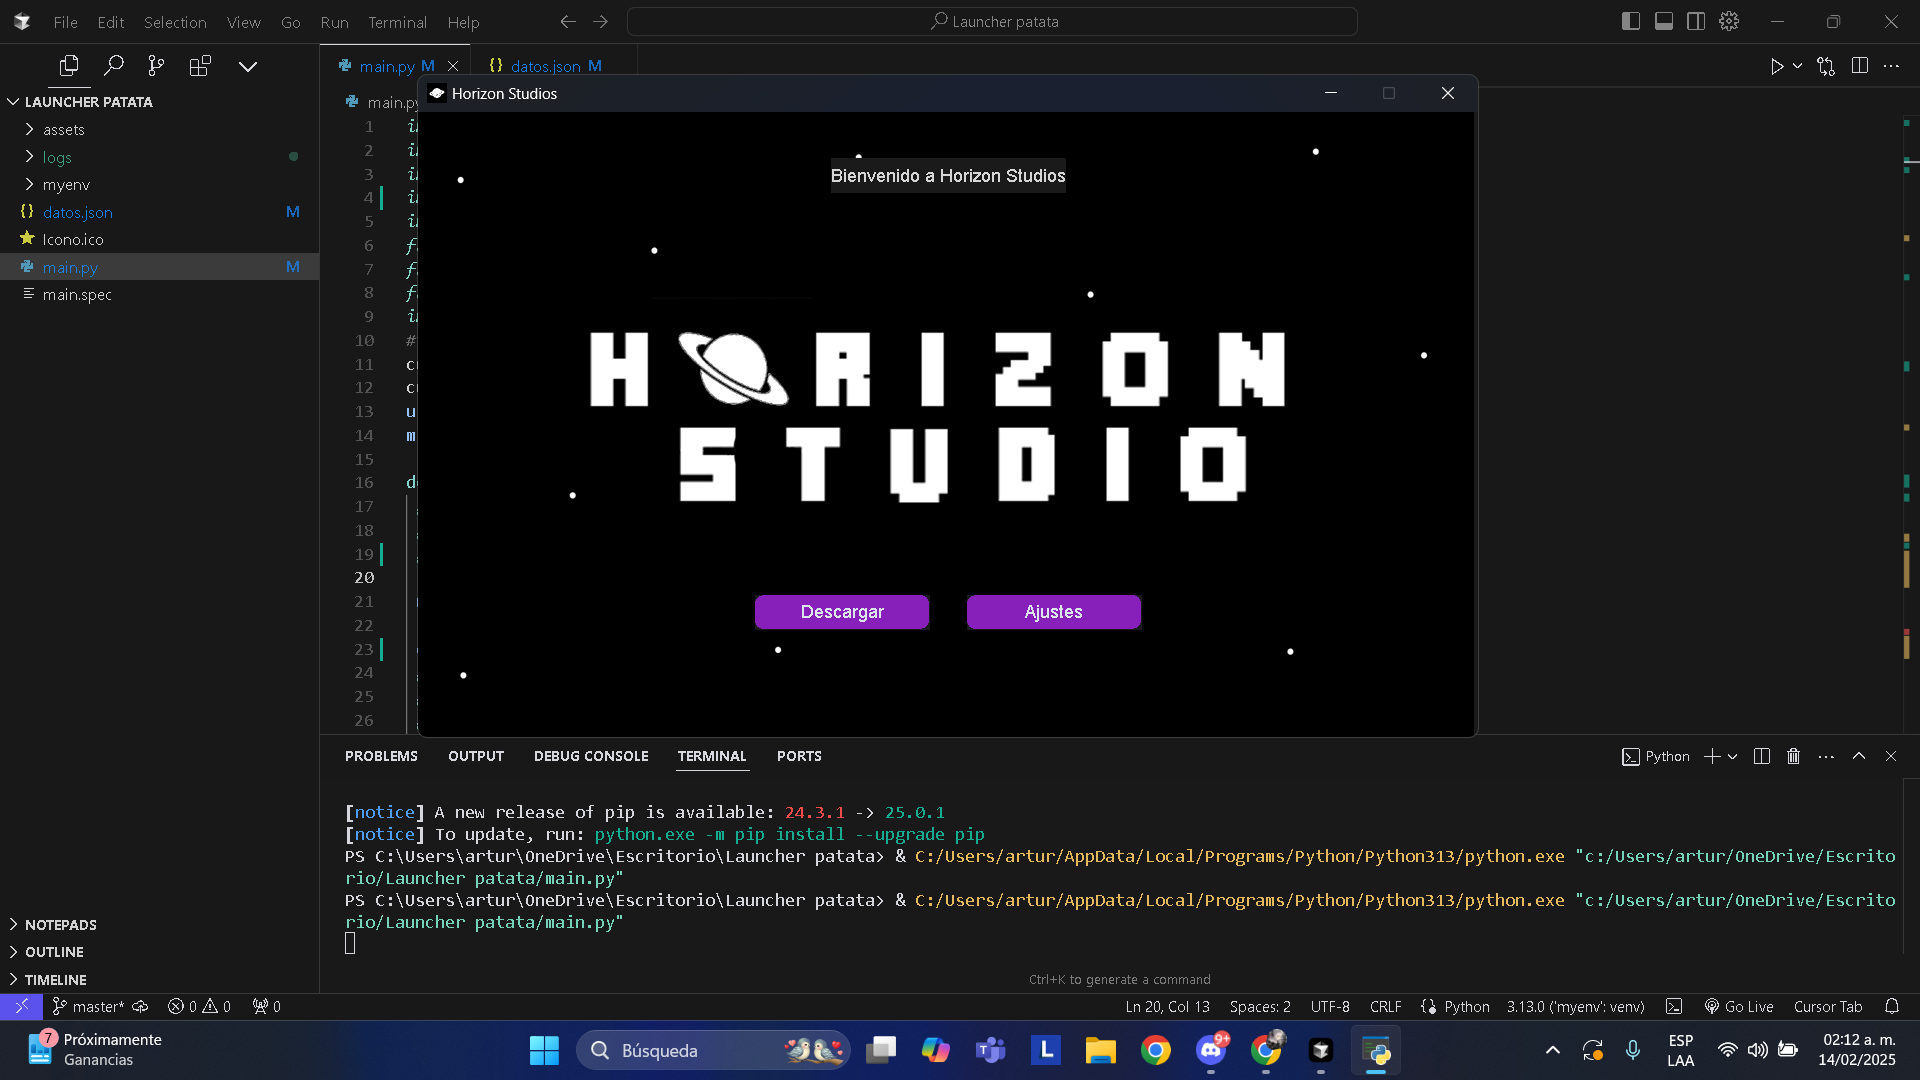 File Edit Selection View Go Run Terminal Help
Launcher patata
main.py M
datos.json M
LAUNCHER PATATA
assets
logs
myenv
datos.json M
Icono.ico
main.py M
main.spec
main.py
1
2
3
4
5
6
7
8
9
10 #
11
12
13 u
14 m
15
16
17
18
19
20
21
22
23
24
25
26
Horizon Studios
Bienvenido a Horizon Studios
H RIZON
STUDIO
Descargar Ajustes
PROBLEMS OUTPUT DEBUG CONSOLE TERMINAL PORTS
Python
[notice] A new release of pip is available: 24.3.1 -> 25.0.1
[notice] To update, run: python.exe -m pip install --upgrade pip
PS C:\Users\artur\OneDrive\Escritorio\Launcher patata> & C:/Users/artur/AppData/Local/Programs/Python/Python313/python.exe "c:/Users/artur/OneDrive/Escrito
rio/Launcher patata/main.py"
PS C:\Users\artur\OneDrive\Escritorio\Launcher patata> & C:/Users/artur/AppData/Local/Programs/Python/Python313/python.exe "c:/Users/artur/OneDrive/Escrito
rio/Launcher patata/main.py"
Ctrl+K to generate a command
NOTEPADS
OUTLINE
TIMELINE
master* 0 0 0
Ln 20, Col 13 Spaces: 2 UTF-8 CRLF Python 3.13.0 ('myenv': venv) Go Live Cursor Tab
7 Próximamente
Ganancias
Búsqueda
9+
ESP
LAA
02:12 a. m.
14/02/2025